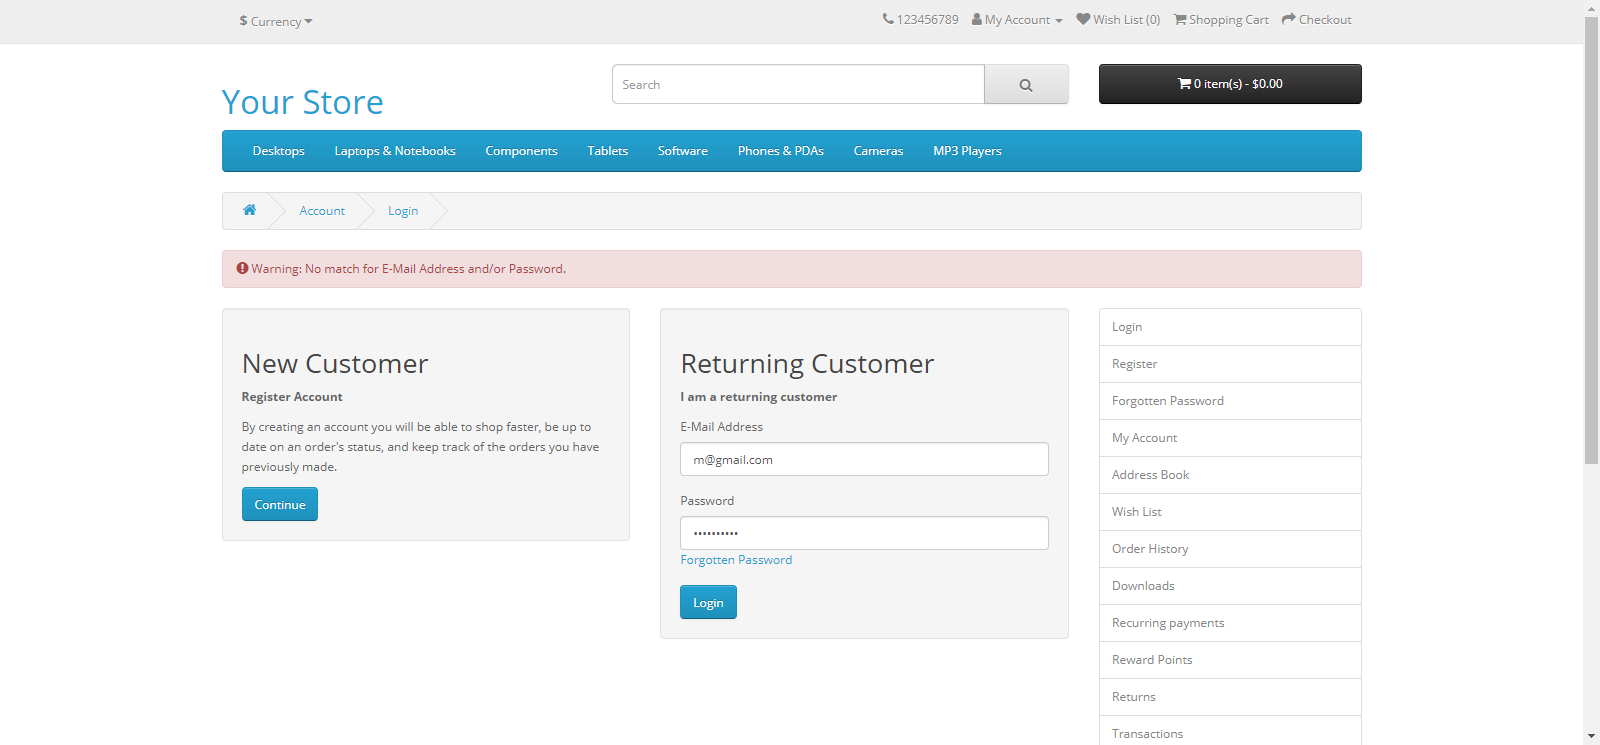 $ Currency
123456789 My Account Wish List (0) Shopping Cart Checkout
Your Store
Search
0 item(s) - $0.00
Desktops Laptops & Notebooks Components Tablets Software Phones & PDAs Cameras MP3 Players
Account Login
Warning: No match for E-Mail Address and/or Password.
New Customer
Register Account
By creating an account you will be able to shop faster, be up to
date on an order's status, and keep track of the orders you have
previously made.
Continue
Returning Customer
I am a returning customer
E-Mail Address
m@gmail.com
Password
••••••••••
Forgotten Password
Login
Login
Register
Forgotten Password
My Account
Address Book
Wish List
Order History
Downloads
Recurring payments
Reward Points
Returns
Transactions